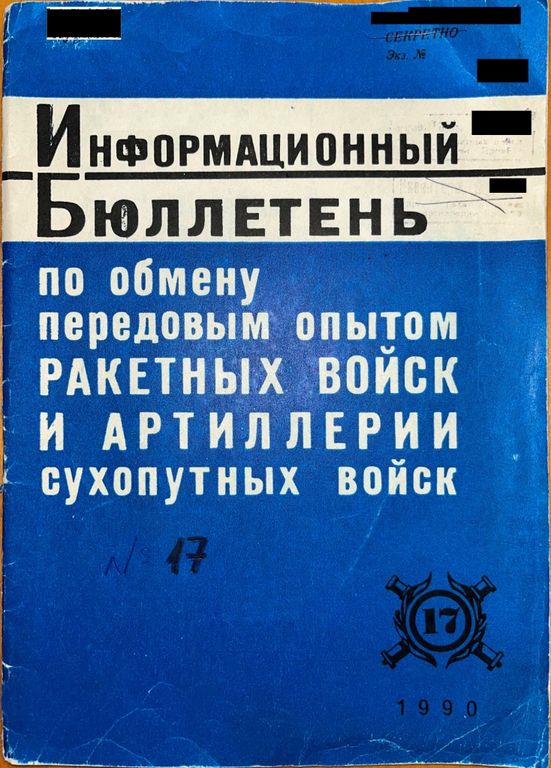 СЕКРЕТНО
Экз. №
Информационный
Бюллетень
по обмену
передовым опытом
РАКЕТНЫХ ВОЙСК
И АРТИЛЛЕРИИ
сухопутных войск
№ 17
17
1990